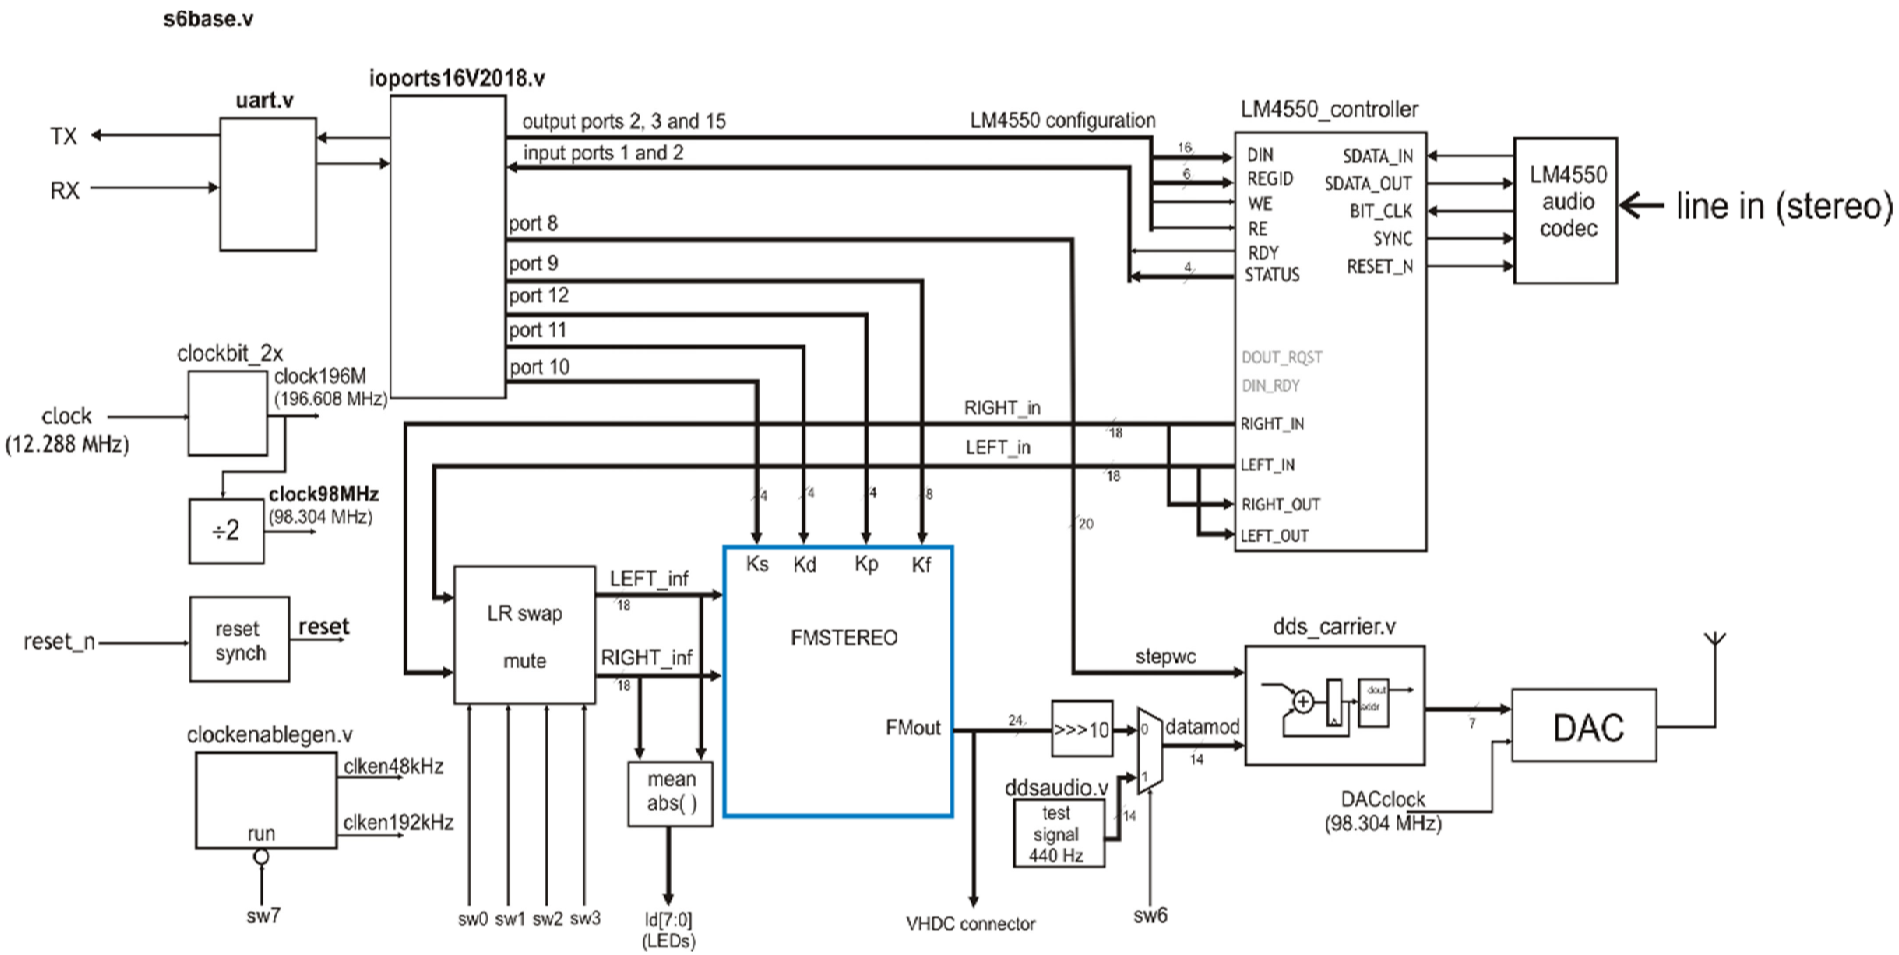 s6base.v
ioports16V2018.v
uart.v
TX
RX
output ports 2, 3 and 15
input ports 1 and 2
LM4550 configuration
port 8
port 9
port 12
port 11
port 10
LM4550_controller
16
6
4
DIN
REGID
WE
RE
RDY
STATUS
SDATA_IN
SDATA_OUT
BIT_CLK
SYNC
RESET_N
DOUT_RQST
DIN_RDY
RIGHT_IN
LEFT_IN
RIGHT_OUT
LEFT_OUT
LM4550
audio
codec
line in (stereo)
clockbit_2x
clock196M
(196.608 MHz)
clock
(12.288 MHz)
÷2
clock98MHz
(98.304 MHz)
RIGHT_in
18
LEFT_in
18
4
4
4
8
20
reset_n
reset
synch
reset
LR swap
mute
LEFT_inf
18
RIGHT_inf
18
Ks
Kd
Kp
Kf
FMSTEREO
FMout
24
>>>10
0
1
datamod
14
stepwc
dds_carrier.v
dout
addr
7
DAC
DACclock
(98.304 MHz)
ddsaudio.v
test
signal
440 Hz
14
clockenablegen.v
clken48kHz
clken192kHz
run
sw7
sw0
sw1
sw2
sw3
mean
abs( )
ld[7:0]
(LEDs)
VHDC connector
sw6